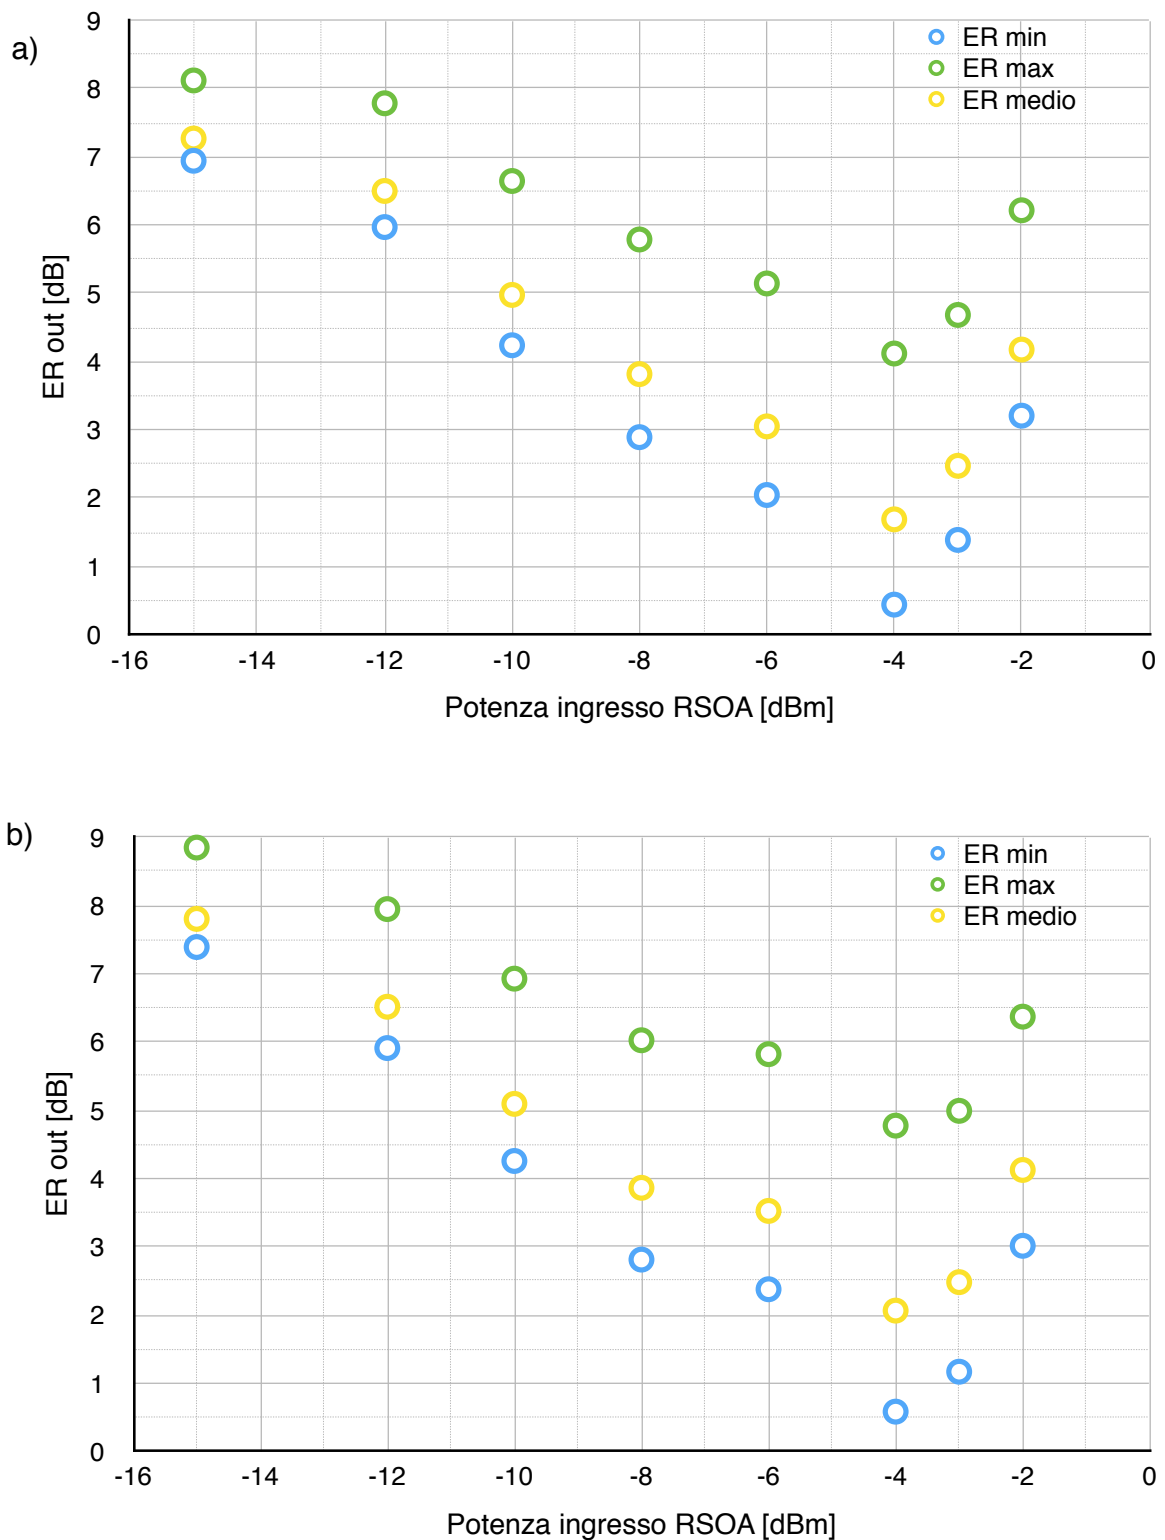 a)
9
8
7
6
5
4
3
2
1
0
ER out [dB]
ER min
ER max
ER medio
-16 -14 -12 -10 -8 -6 -4 -2 0
Potenza ingresso RSOA [dBm]
b)
9
8
7
6
5
4
3
2
1
0
ER out [dB]
ER min
ER max
ER medio
-16 -14 -12 -10 -8 -6 -4 -2 0
Potenza ingresso RSOA [dBm]